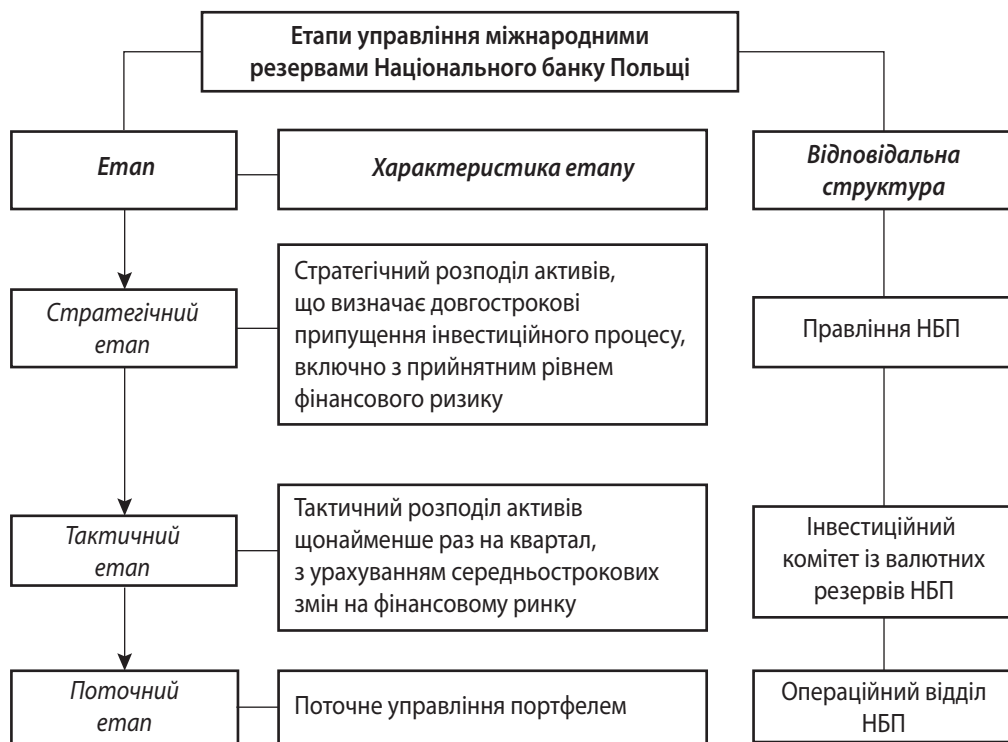 Етапи управління міжнародними
резервами Національного банку Польщі
Етап
Характеристика етапу
Відповідальна
структура
Стратегічний
етап
Стратегічний розподіл активів,
що визначає довгострокові
припущення інвестиційного процесу,
включно з прийнятним рівнем
фінансового ризику
Правління НБП
Тактичний
етап
Тактичний розподіл активів
щонайменше раз на квартал,
з урахуванням середньострокових
змін на фінансовому ринку
Інвестиційний
комітет із валютних
резервів НБП
Поточний
етап
Поточне управління портфелем
Операційний відділ
НБП